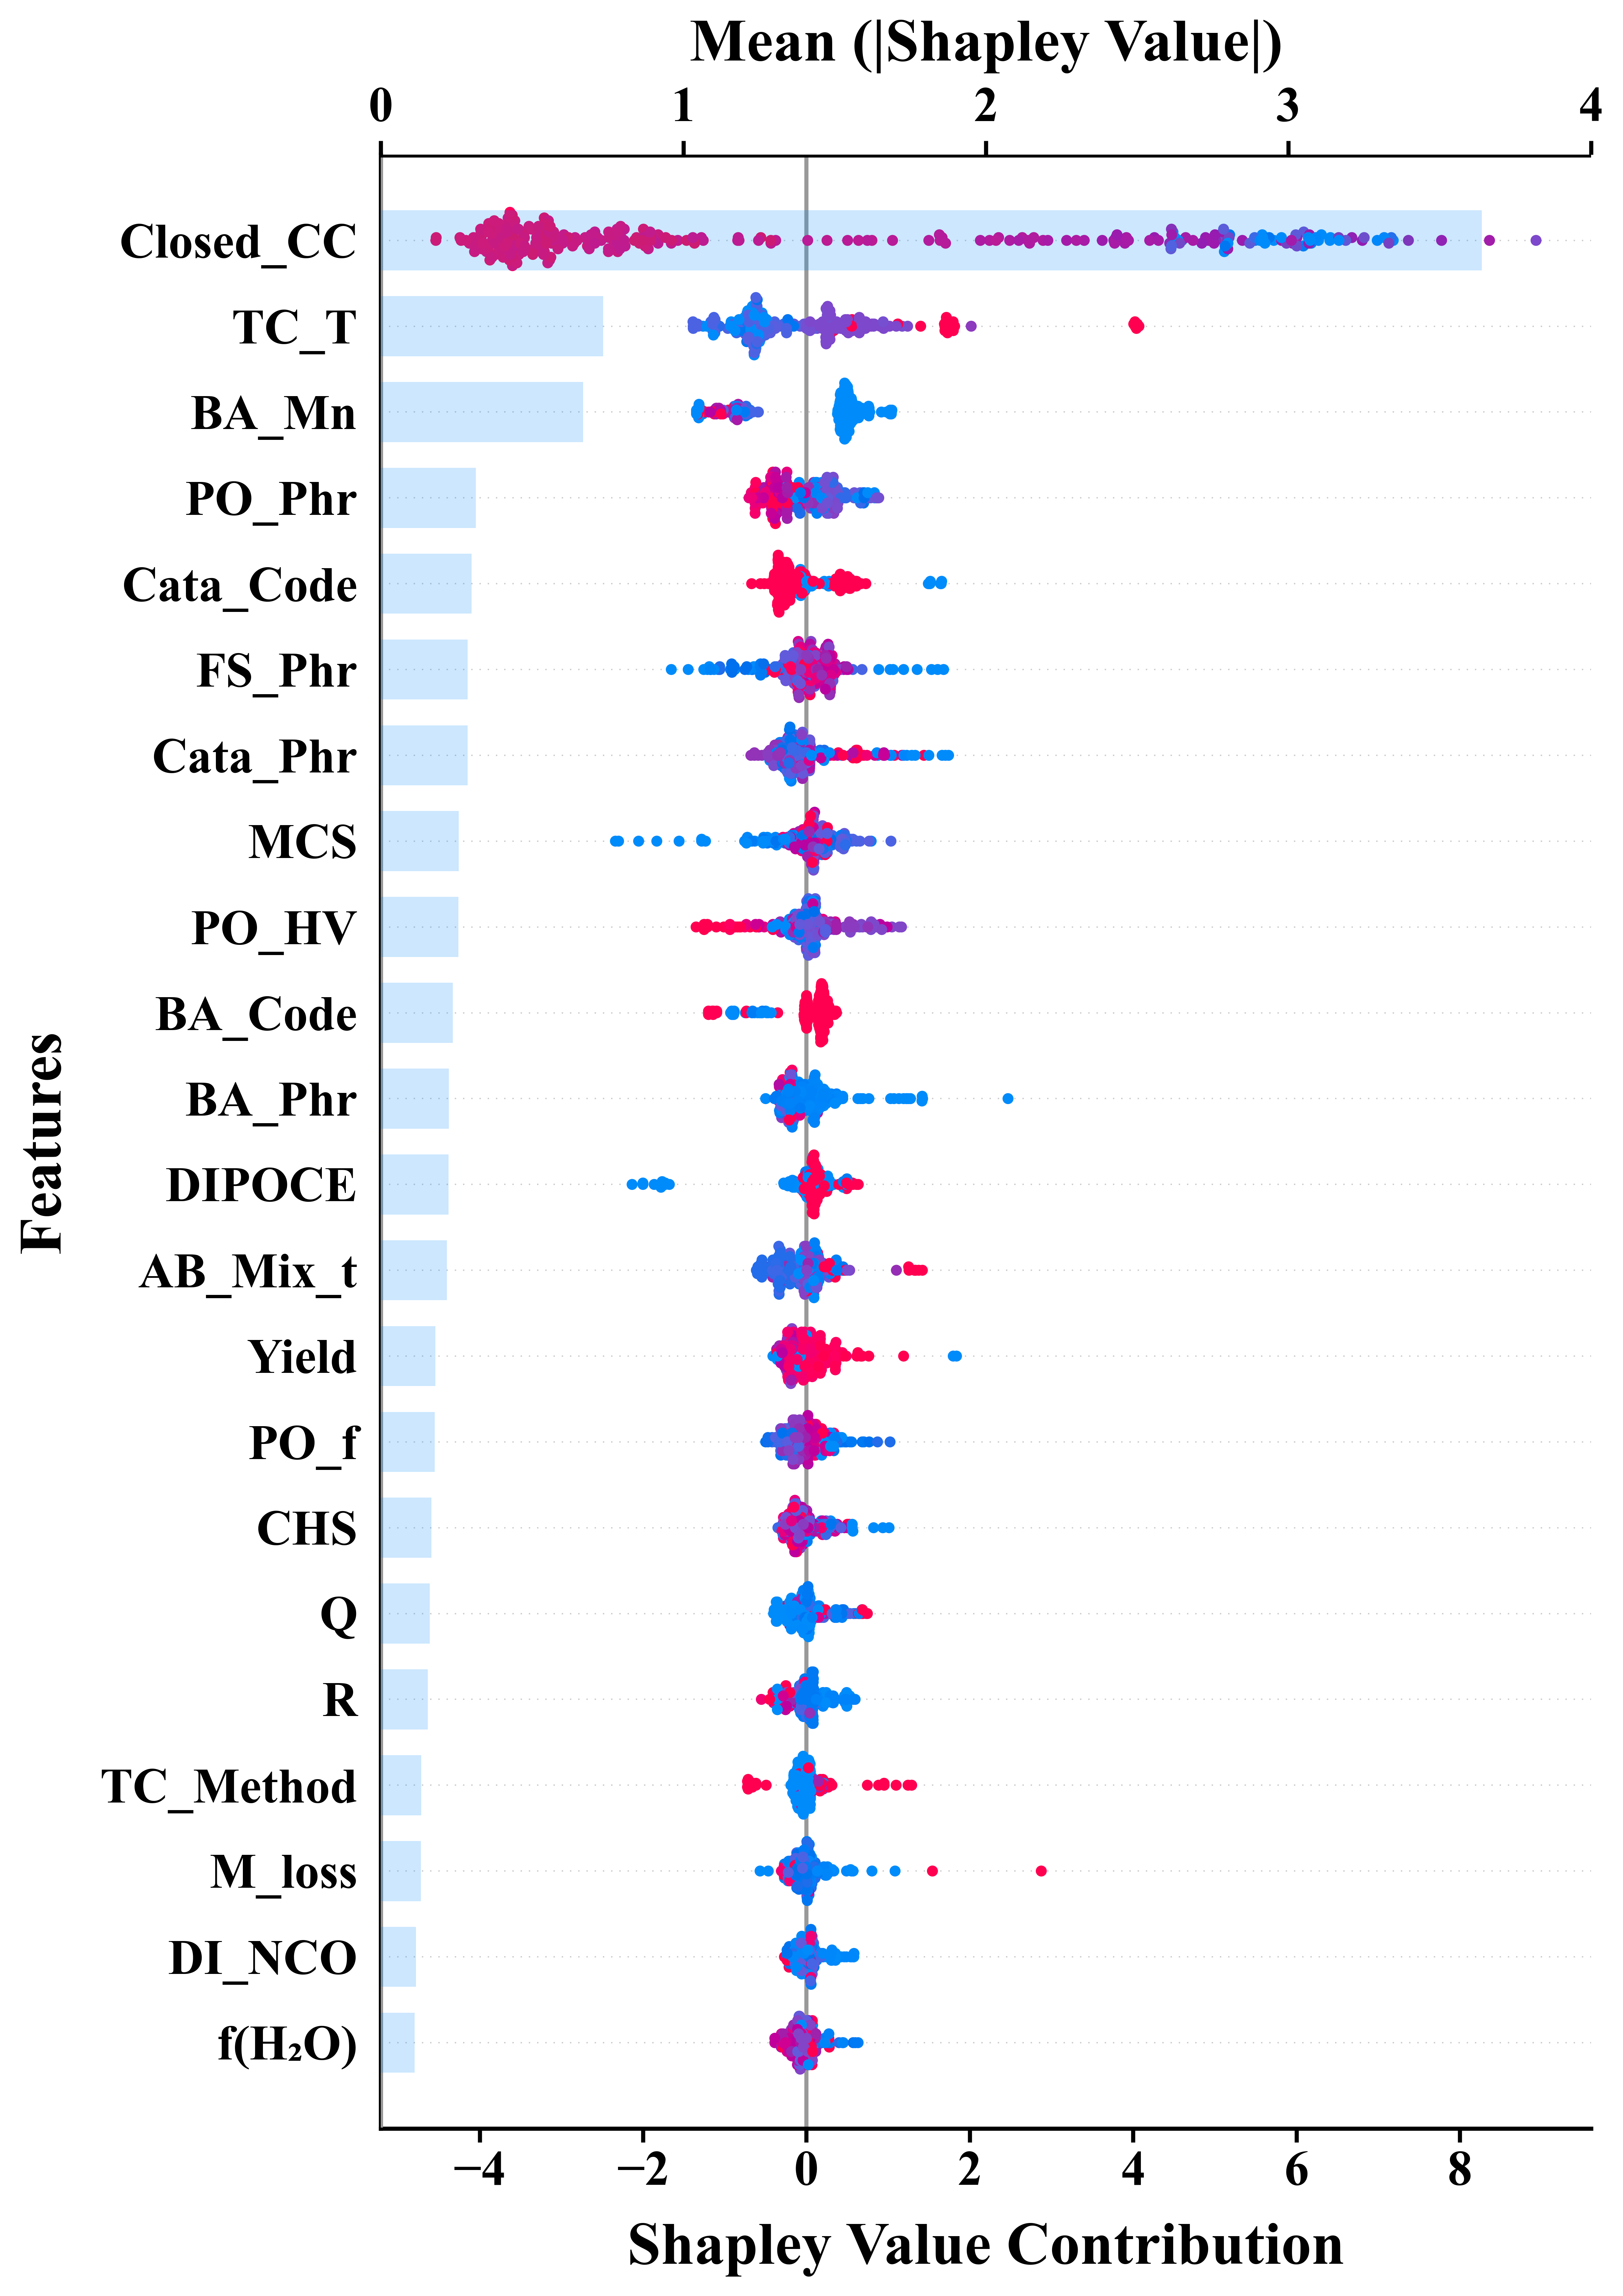 Mean (|Shapley Value|)
0 1 2 3 4
Closed_CC
TC_T
BA_Mn
PO_Phr
Cata_Code
FS_Phr
Cata_Phr
MCS
PO_HV
BA_Code
BA_Phr
DIPOCE
AB_Mix_t
Yield
PO_f
CHS
Q
R
TC_Method
M_loss
DI_NCO
f(H₂O)
Features
−4 −2 0 2 4 6 8
Shapley Value Contribution